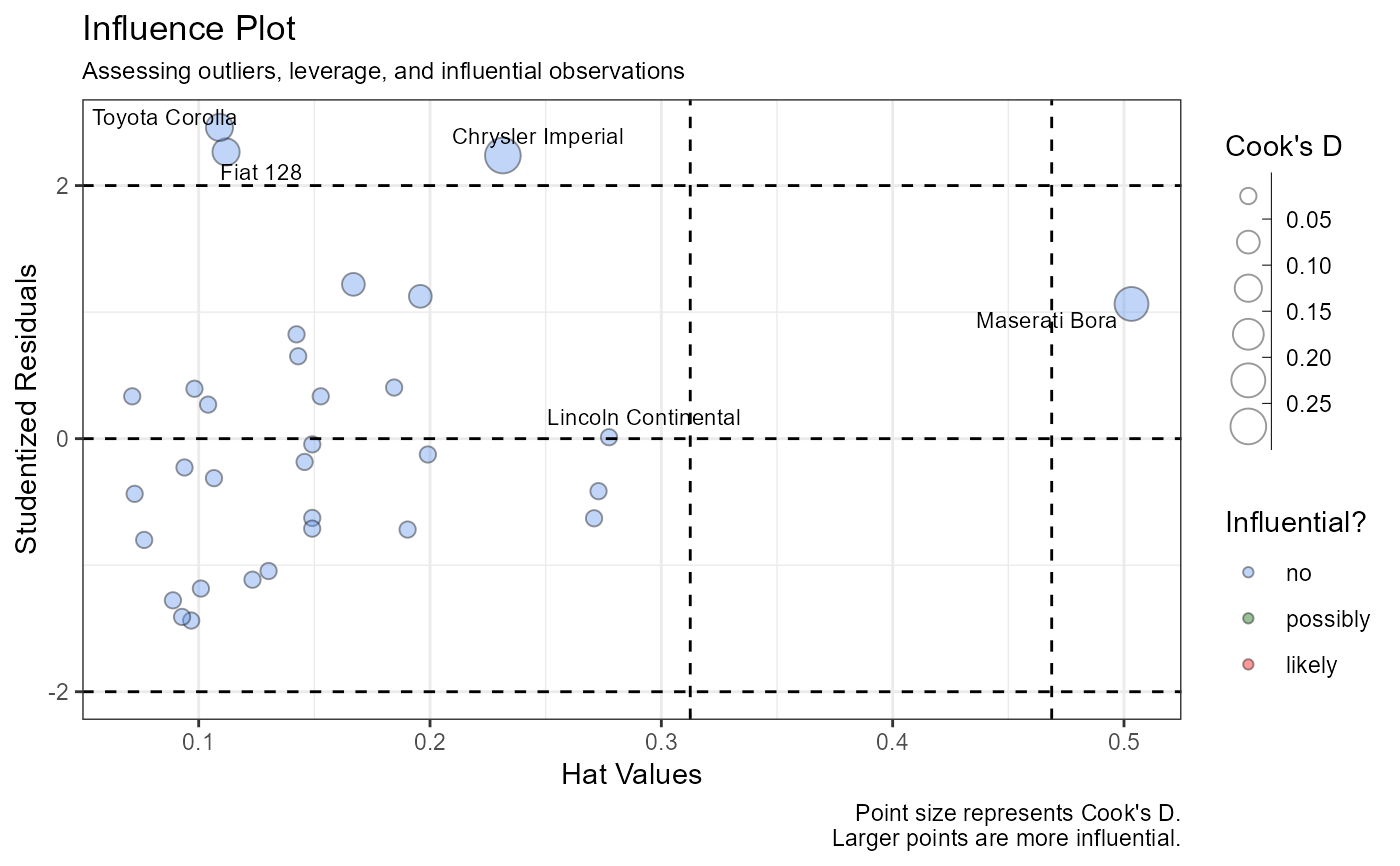 Influence Plot
Assessing outliers, leverage, and influential observations
Toyota Corolla
Chrysler Imperial
Fiat 128
Maserati Bora
Lincoln Continental
2
0
-2
Studentized Residuals
0.1
0.2
0.3
0.4
0.5
Hat Values
Cook's D
0.05
0.10
0.15
0.20
0.25
Influential?
no
possibly
likely
Point size represents Cook's D.
Larger points are more influential.